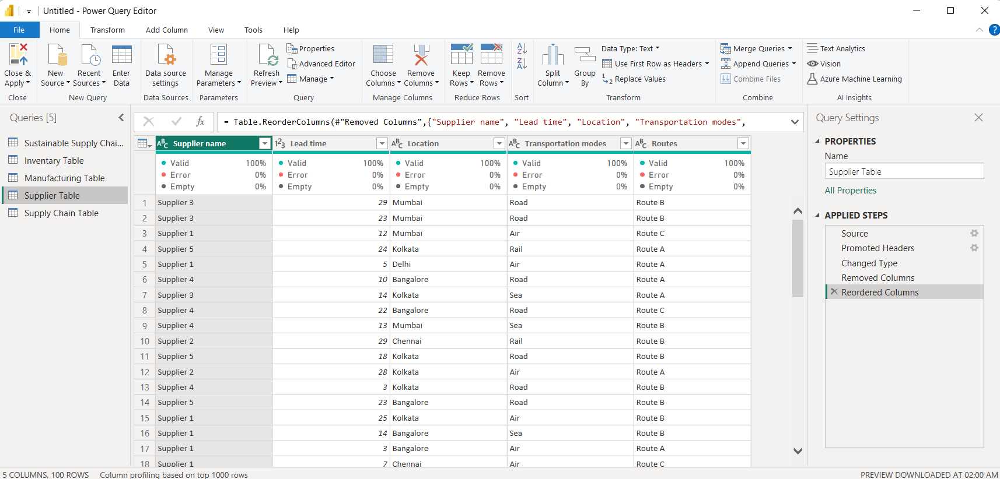 Untitled - Power Query Editor
File Home Transform Add Column View Tools Help
Close & Apply
New Source
Recent Sources
Enter Data
Data source settings
Manage Parameters
Refresh Preview
Properties
Advanced Editor
Manage
Choose Columns
Remove Columns
Keep Rows
Remove Rows
Split Column
Group By
Data Type: Text
Use First Row as Headers
Replace Values
Merge Queries
Append Queries
Combine Files
Text Analytics
Vision
Azure Machine Learning
Close New Query Data Sources Parameters Query Manage Columns Reduce Rows Sort Transform Combine AI Insights
Queries [5]
Sustainable Supply Chai...
Inventory Table
Manufacturing Table
Supplier Table
Supply Chain Table
fx = Table.ReorderColumns(#"Removed Columns",{"Supplier name", "Lead time", "Location", "Transportation modes",
ABC Supplier name 123 Lead time ABC Location ABC Transportation modes ABC Routes
Valid 100% Valid 100% Valid 100% Valid 100% Valid 100%
Error 0% Error 0% Error 0% Error 0% Error 0%
Empty 0% Empty 0% Empty 0% Empty 0% Empty 0%
1 Supplier 3 29 Mumbai Road Route B
2 Supplier 3 23 Mumbai Road Route B
3 Supplier 1 12 Mumbai Air Route C
4 Supplier 5 24 Kolkata Rail Route A
5 Supplier 1 5 Delhi Air Route A
6 Supplier 4 10 Bangalore Road Route A
7 Supplier 3 14 Kolkata Sea Route A
8 Supplier 4 22 Bangalore Road Route C
9 Supplier 4 13 Mumbai Sea Route B
10 Supplier 2 29 Chennai Rail Route B
11 Supplier 5 18 Kolkata Road Route B
12 Supplier 2 28 Kolkata Air Route A
13 Supplier 4 3 Kolkata Road Route B
14 Supplier 5 23 Bangalore Road Route B
15 Supplier 1 25 Kolkata Air Route B
16 Supplier 1 14 Bangalore Sea Route B
17 Supplier 1 3 Bangalore Air Route A
18 Supplier 1 7 Chennai Air Route C
Query Settings
PROPERTIES
Name
Supplier Table
All Properties
APPLIED STEPS
Source
Promoted Headers
Changed Type
Removed Columns
Reordered Columns
5 COLUMNS, 100 ROWS Column profiling based on top 1000 rows PREVIEW DOWNLOADED AT 02:00 AM